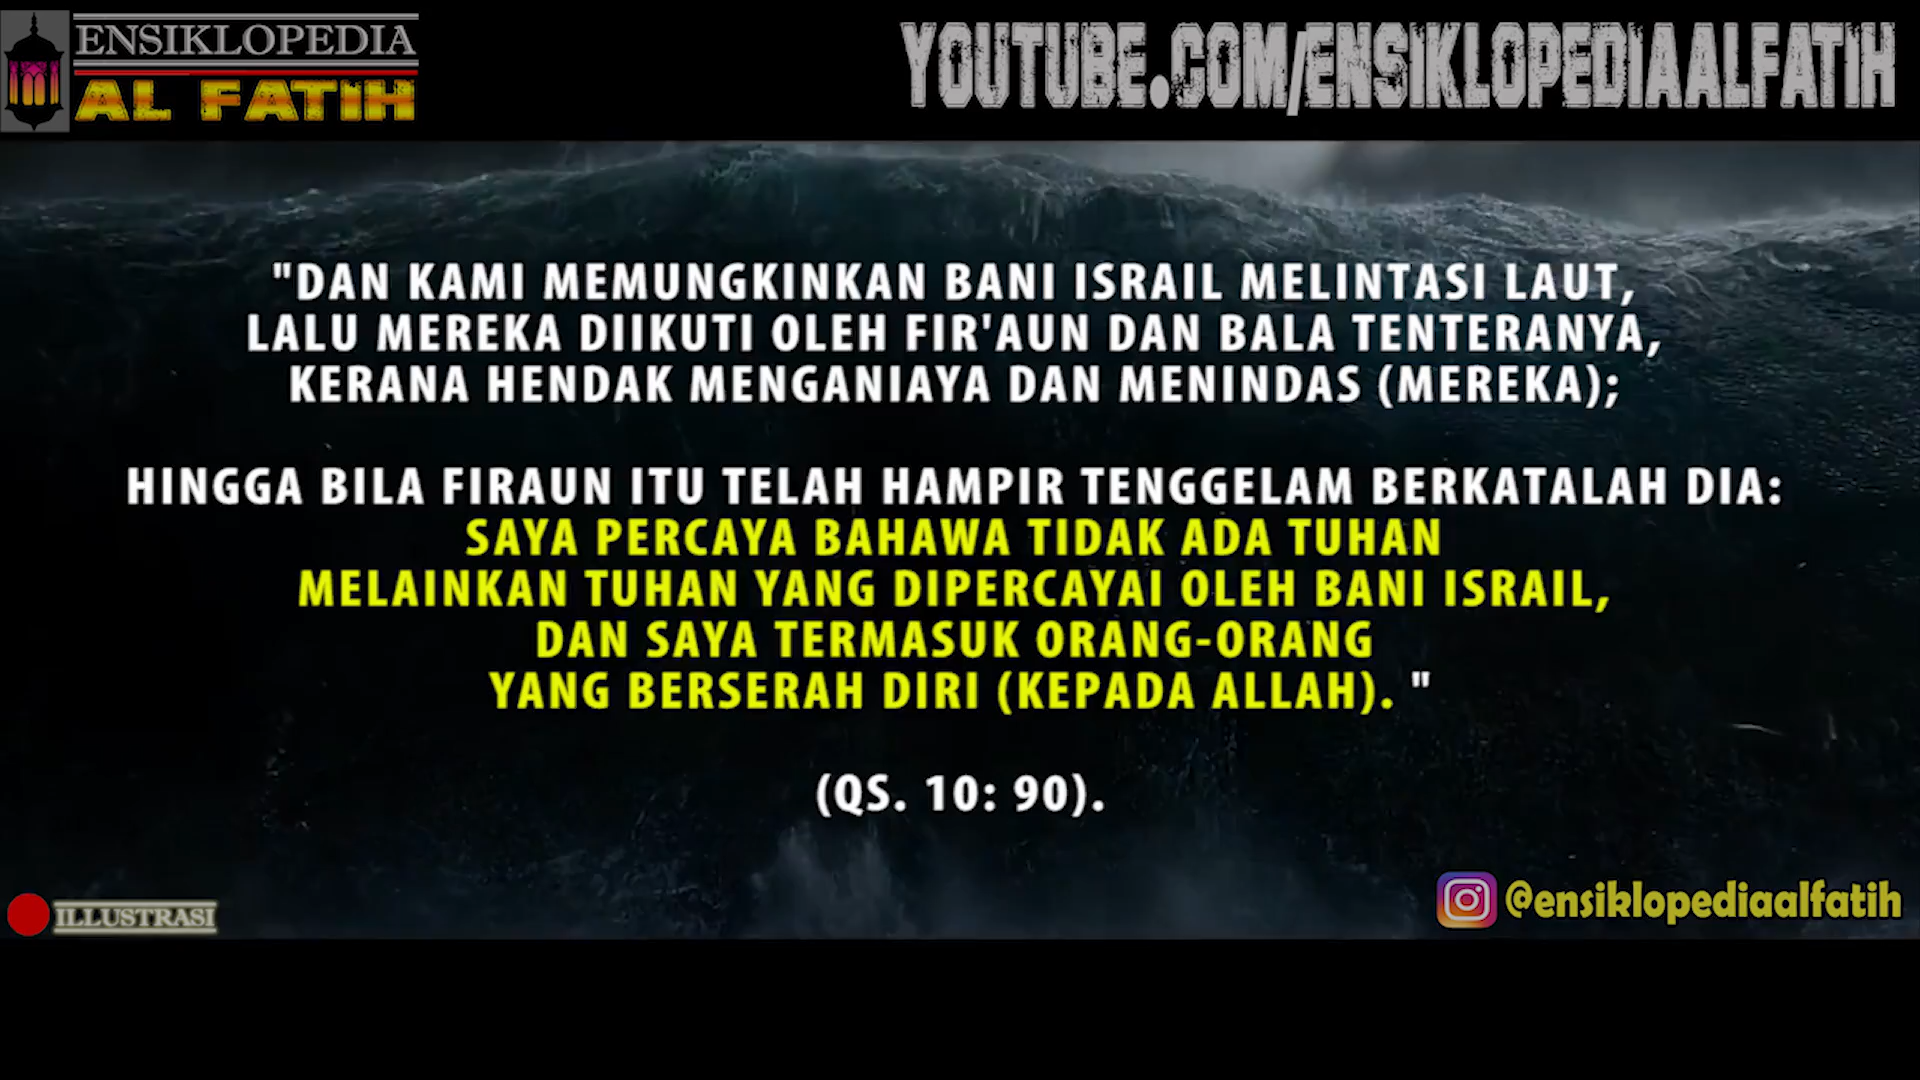 ENSIKLOPEDIA
AL FATIH
YOUTUBE.COM/ENSIKLOPEDIAALFATIH
"DAN KAMI MEMUNGKINKAN BANI ISRAIL MELINTASI LAUT,
LALU MEREKA DIIKUTI OLEH FIR'AUN DAN BALA TENTERANYA,
KERANA HENDAK MENGANIAYA DAN MENINDAS (MEREKA);
HINGGA BILA FIRAUN ITU TELAH HAMPIR TENGGELAM BERKATALAH DIA:
SAYA PERCAYA BAHAWA TIDAK ADA TUHAN
MELAINKAN TUHAN YANG DIPERCAYAI OLEH BANI ISRAIL,
DAN SAYA TERMASUK ORANG-ORANG
YANG BERSERAH DIRI (KEPADA ALLAH). "
(QS. 10: 90).
ILLUSTRASI
@ensiklopediaalfatih